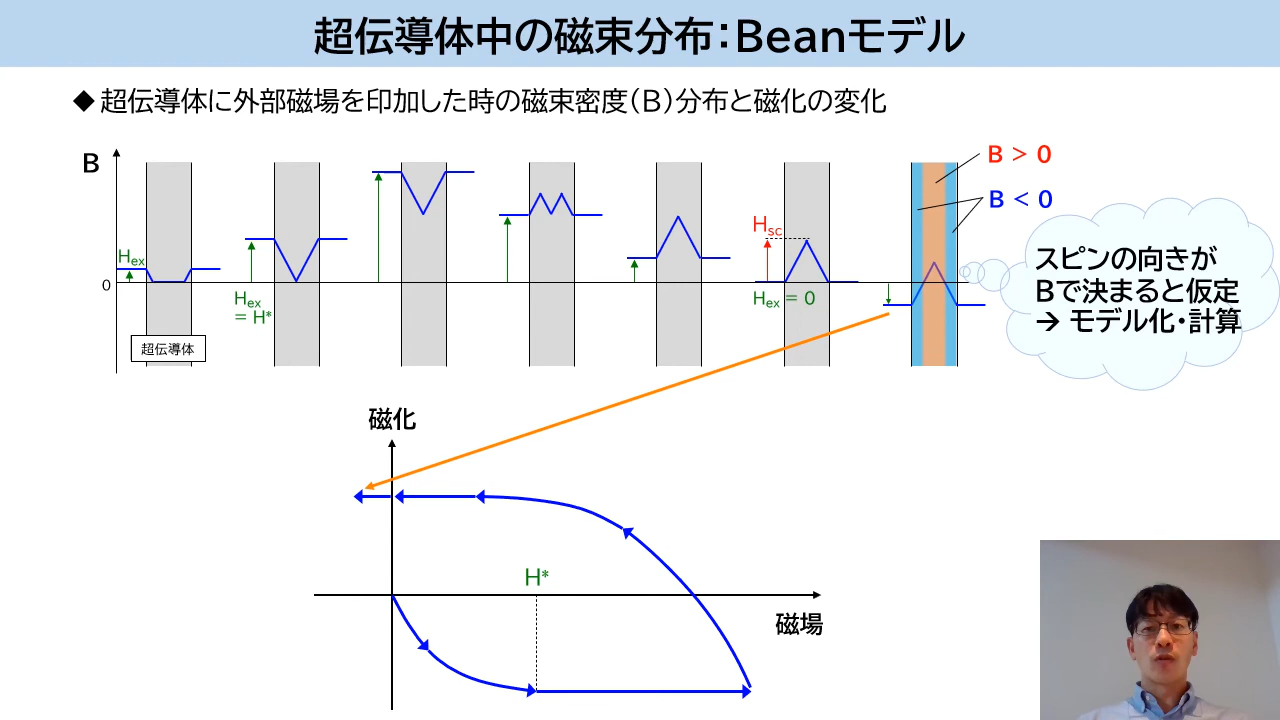 超伝導体中の磁束分布：Beanモデル
◆ 超伝導体に外部磁場を印加した時の磁束密度（B）分布と磁化の変化
B
B > 0
B < 0
Hsc
Hex
0
Hex
= H*
Hex = 0
超伝導体
スピンの向きが
Bで決まると仮定
→ モデル化・計算
磁化
H*
磁場